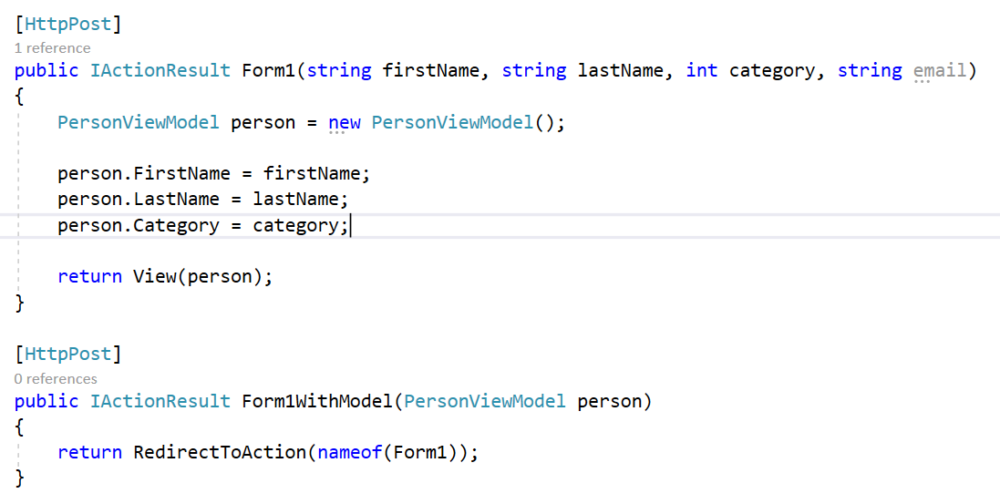 [HttpPost]
1 reference
public IActionResult Form1(string firstName, string lastName, int category, string email)
{
PersonViewModel person = new PersonViewModel();
person.FirstName = firstName;
person.LastName = lastName;
person.Category = category;
return View(person);
}
[HttpPost]
0 references
public IActionResult Form1WithModel(PersonViewModel person)
{
return RedirectToAction(nameof(Form1));
}